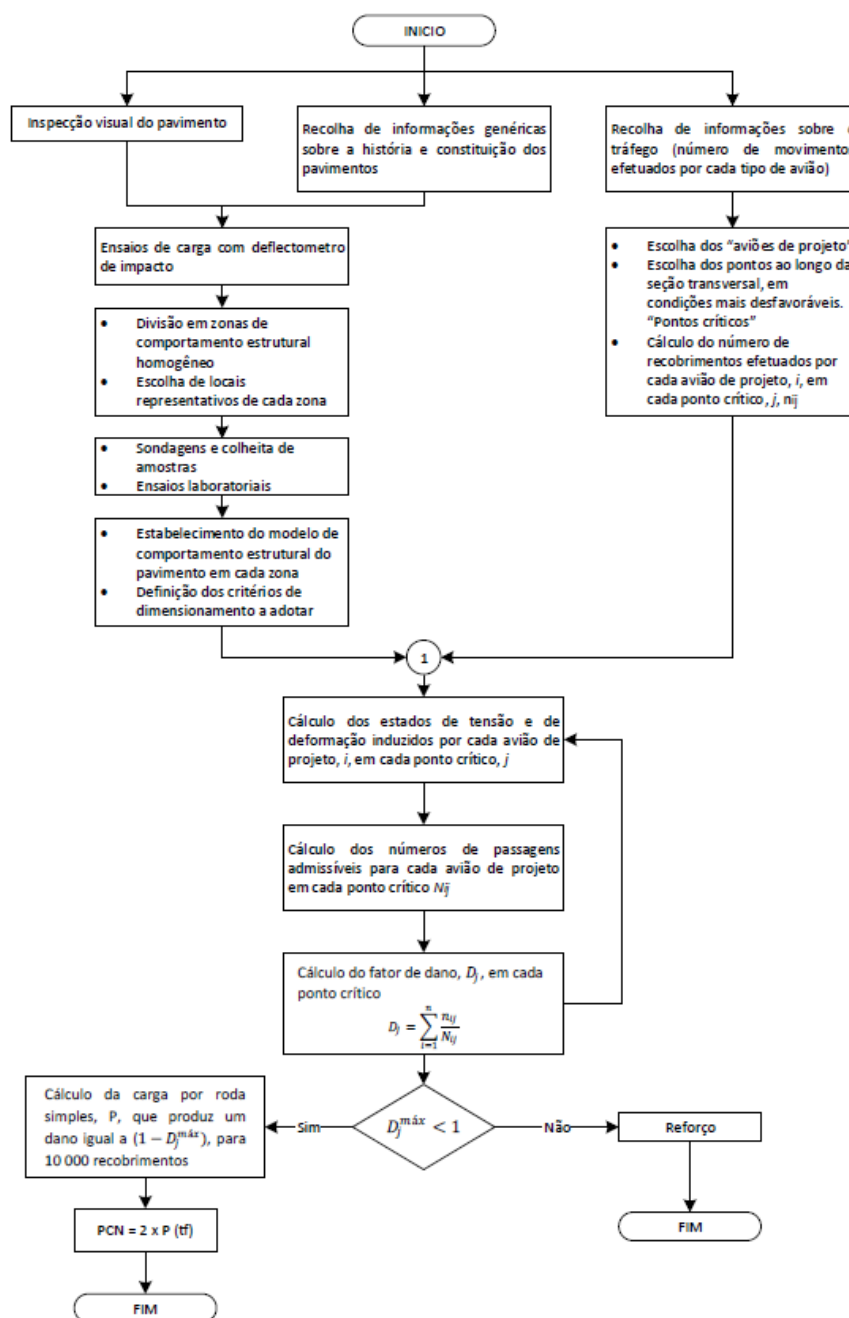 INICIO
Inspecção visual do pavimento
Recolha de informações genéricas
sobre a história e constituição dos
pavimentos
Recolha de informações sobre
tráfego (número de movimento
efetuados por cada tipo de avião)
Ensaios de carga com deflectometro
de impacto
• Escolha dos “aviões de projeto”
• Escolha dos pontos ao longo da
seção transversal, em
condições mais desfavoráveis.
“Pontos críticos”
• Cálculo do número de
recobrimentos efetuados por
cada avião de projeto, i, em
cada ponto crítico, j, nij
• Divisão em zonas de
comportamento estrutural
homogêneo
• Escolha de locais
representativos de cada zona
• Sondagens e colheita de
amostras
• Ensaios laboratoriais
• Estabelecimento do modelo de
comportamento estrutural do
pavimento em cada zona
• Definição dos critérios de
dimensionamento a adotar
1
Cálculo dos estados de tensão e de
deformação induzidos por cada avião de
projeto, i, em cada ponto crítico, j
Cálculo dos números de passagens
admissíveis para cada avião de projeto
em cada ponto crítico Nij
Cálculo do fator de dano, Dj, em cada
ponto crítico
Dj = ∑_{i=1}^{n} nij/Nij
Cálculo da carga por roda
simples, P, que produz um
dano igual a (1 − Dj^máx), para
10 000 recobrimentos
Sim
Dj^máx < 1
Não
Reforço
PCN = 2 x P (tf)
FIM
FIM